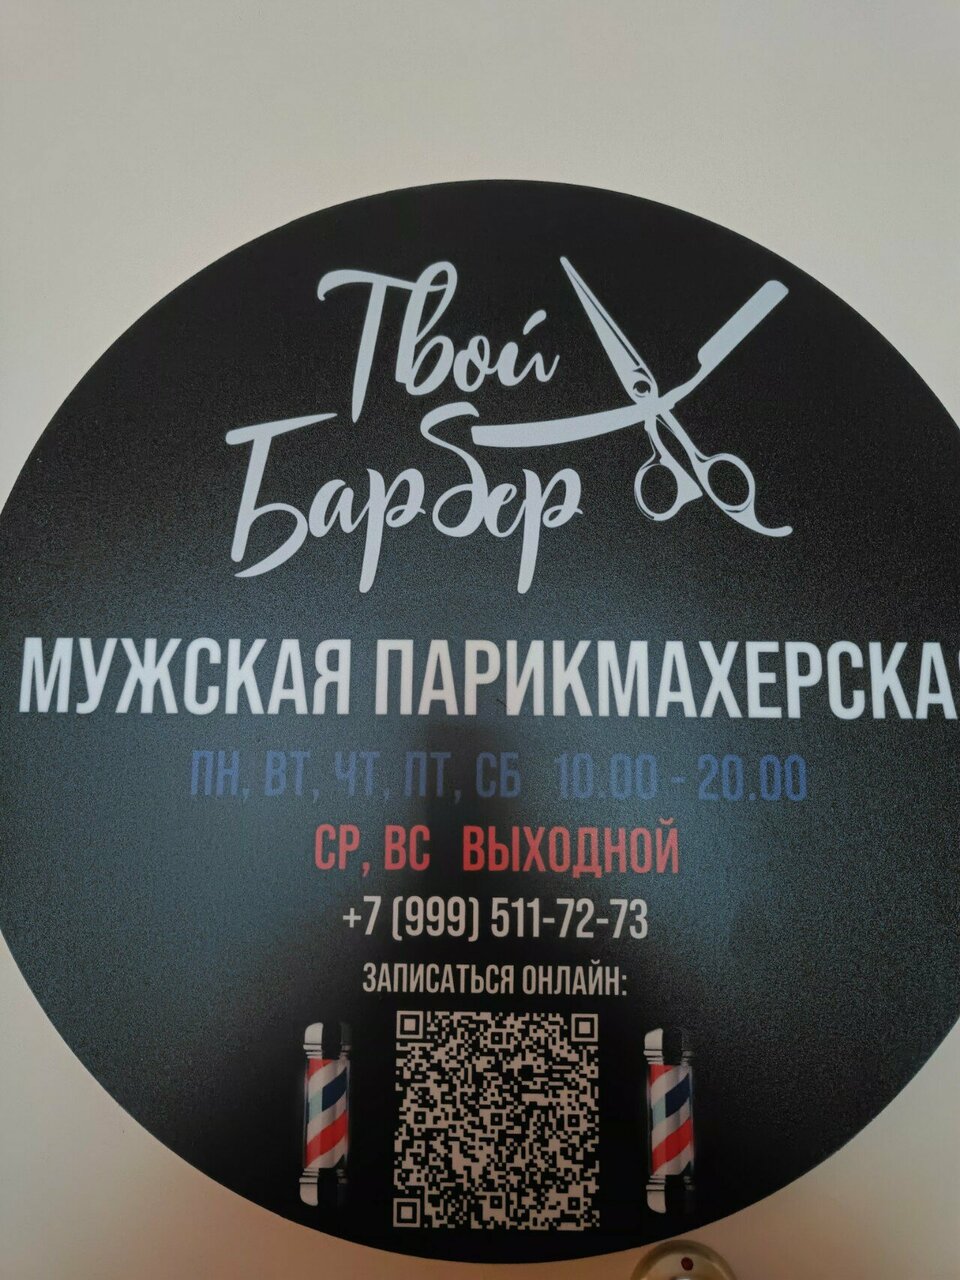 Твой
Барбер
МУЖСКАЯ ПАРИКМАХЕРСКАЯ
ПН, ВТ, ЧТ, ПТ, СБ 10.00 - 20.00
СР, ВС ВЫХОДНОЙ
+7 (999) 511-72-73
ЗАПИСАТЬСЯ ОНЛАЙН: